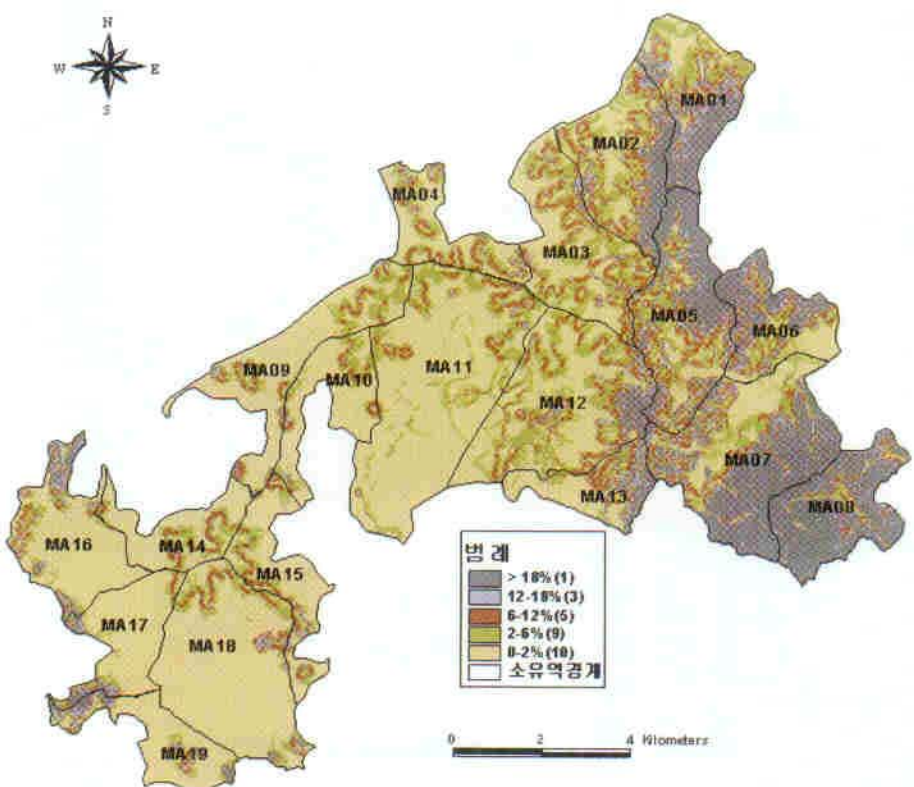 N
W E
S
MA01
MA02
MA04
MA03
MA05
MA06
MA09
MA10
MA11
MA12
MA07
MA13
MA08
MA16
MA14
MA15
MA17
MA18
MA19
범 례
> 18% (1)
12-18% (3)
6-12% (5)
2-6% (9)
0-2% (10)
소유역경계
0 2 4 Kilometers